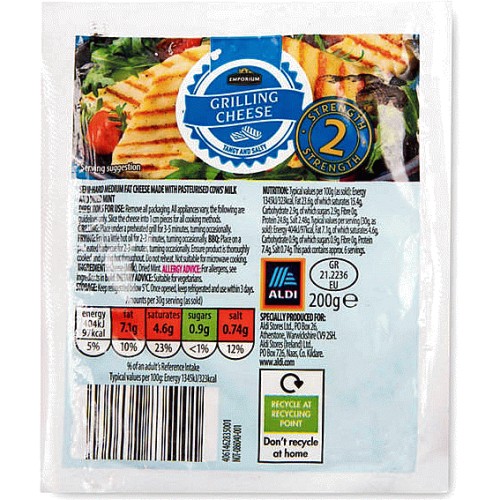 EMPORIUM
GRILLING
CHEESE
TANGY AND SALTY
STRENGTH
2
STRENGTH
Serving suggestion
SEMI-HARD MEDIUM FAT CHEESE MADE WITH PASTEURISED COWS' MILK
AND DRIED MINT
DIRECTIONS FOR USE: Remove all packaging. All appliances vary, the following are
guidelines only. Slice the cheese into 1cm pieces for all cooking methods.
GRILLING: Place under a preheated grill for 3-5 minutes, turning occasionally.
FRYING: Fry in a little hot oil for 2-3 minutes, turning occasionally. BBQ: Place on a
preheated barbecue for 2-3 minutes, turning occasionally. Ensure product is thoroughly
cooked and hot throughout. Do not reheat. Not suitable for microwave cooking.
Dried Mint. ALLERGY ADVICE: For allergens, see
ingredients in bold. DIETARY ADVICE: Suitable for vegetarians.
STORAGE: Keep refrigerated below 5°C. Once opened, keep refrigerated and use within 3 days.
Amounts per 30g serving (as sold)
energy fat saturates sugars salt
404kJ 7.1g 4.6g 0.9g 0.74g
97kcal
5% 10% 23% <1% 12%
% of an adult's Reference Intake
Typical values per 100g: Energy 1345kJ/323kcal
NUTRITION: Typical values per 100g (as sold): Energy
1345kJ/323kcal, Fat 23.6g of which saturates 15.4g,
Carbohydrate 2.9g, of which sugars 2.9g, Fibre 0g,
Protein 24.8g, Salt 2.48g. Typical values per serving (30g as
sold): Energy 404kJ/97kcal, Fat 7.1g, of which saturates 4.6g,
Carbohydrate 0.9g, of which sugars 0.9g, Fibre 0g, Protein
7.4g, Salt 0.74g. This pack contains approx. 6 servings.
ALDI
GR
21.2236
EU
200g e
SPECIALLY PRODUCED FOR:
Aldi Stores Ltd., PO Box 26,
Atherstone, Warwickshire CV9 2SH.
Aldi Stores (Ireland) Ltd.,
PO Box 726, Naas, Co. Kildare.
www.aldi.com
RECYCLE AT
RECYCLING
POINT
Don't recycle
at home